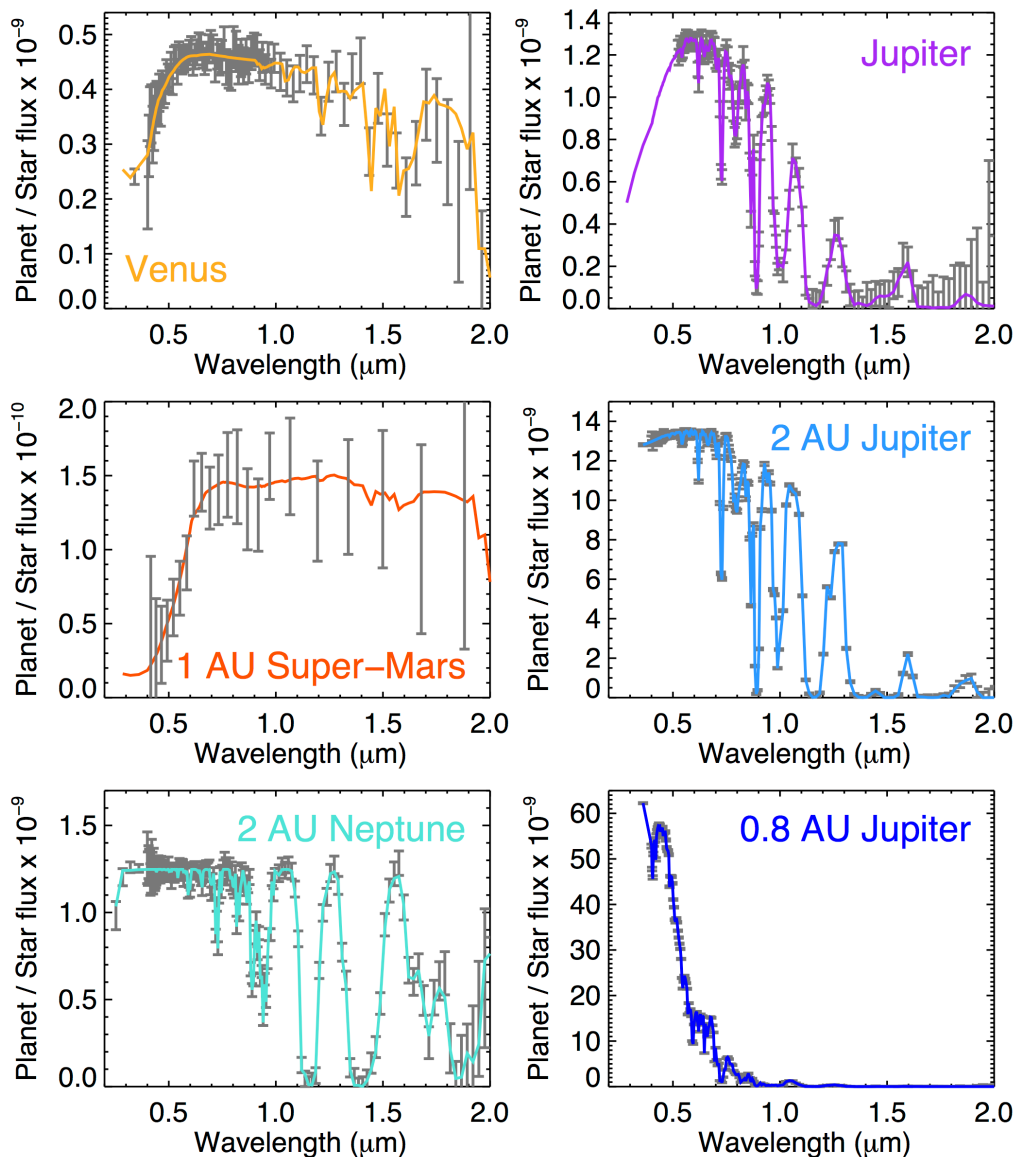 Planet / Star flux x 10⁻⁹
0.5
0.4
0.3
0.2
0.1
0.0
Venus
0.5 1.0 1.5 2.0
Wavelength (μm)
Planet / Star flux x 10⁻⁹
1.4
1.2
1.0
0.8
0.6
0.4
0.2
0.0
Jupiter
0.5 1.0 1.5 2.0
Wavelength (μm)
Planet / Star flux x 10⁻¹⁰
2.0
1.5
1.0
0.5
0.0
1 AU Super−Mars
0.5 1.0 1.5 2.0
Wavelength (μm)
Planet / Star flux x 10⁻⁹
14
12
10
8
6
4
2
0
2 AU Jupiter
0.5 1.0 1.5 2.0
Wavelength (μm)
Planet / Star flux x 10⁻⁹
1.5
1.0
0.5
0.0
2 AU Neptune
0.5 1.0 1.5 2.0
Wavelength (μm)
Planet / Star flux x 10⁻⁹
60
50
40
30
20
10
0
0.8 AU Jupiter
0.5 1.0 1.5 2.0
Wavelength (μm)